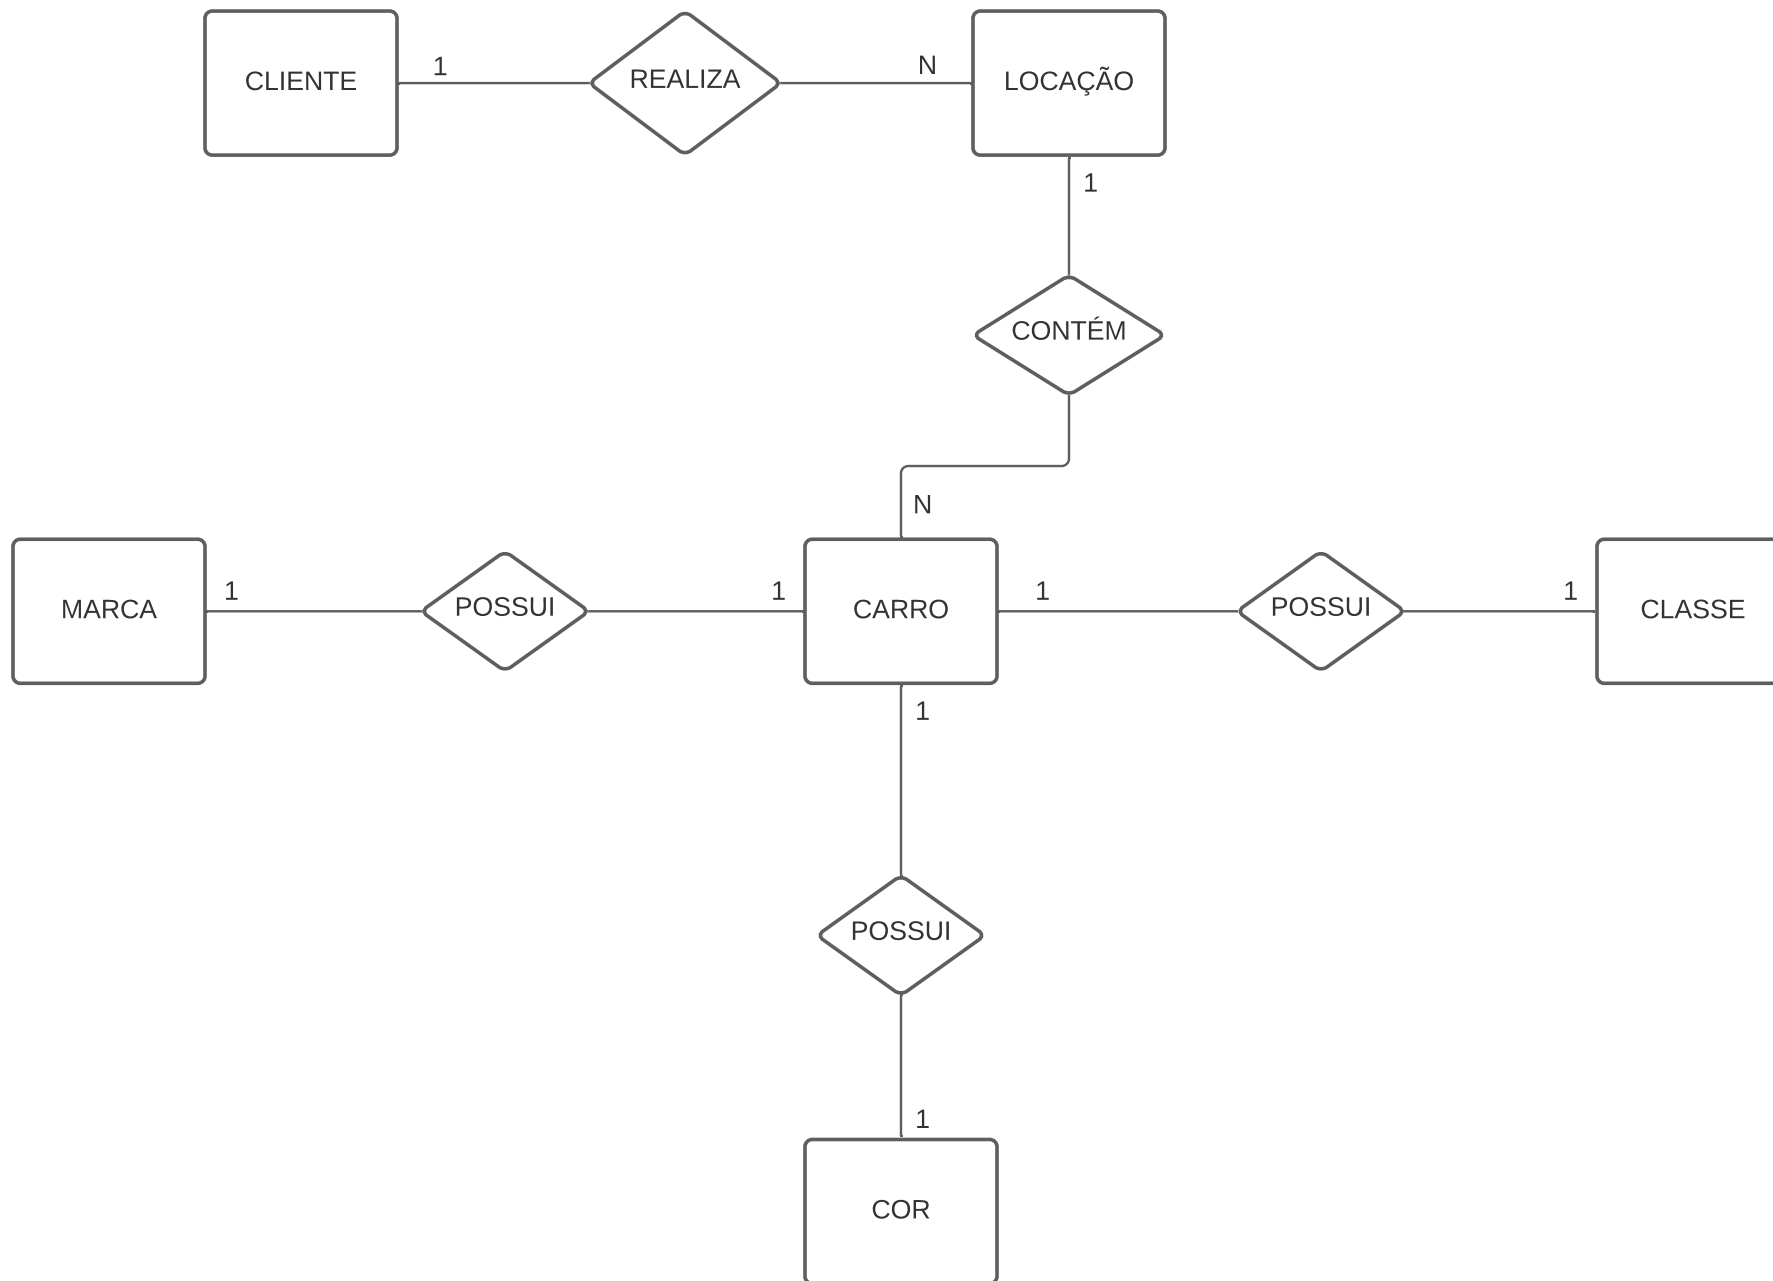 CLIENTE
1
REALIZA
N
LOCAÇÃO
1
CONTÉM
N
MARCA
1
POSSUI
1
CARRO
1
POSSUI
1
CLASSE
1
POSSUI
1
COR